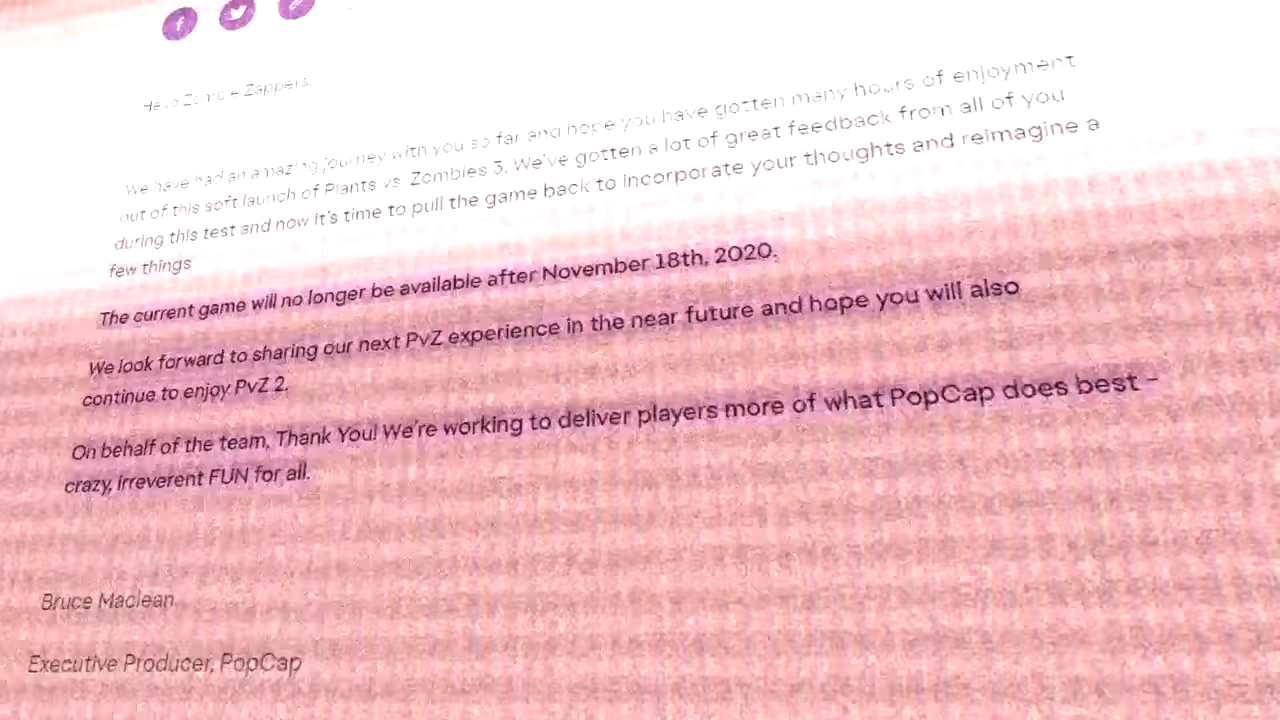 Hello Zombie Zappers,
We have had an amazing journey with you so far and hope you have gotten many hours of enjoyment
out of this soft launch of Plants vs. Zombies 3. We've gotten a lot of great feedback from all of you
during this test and now it's time to pull the game back to incorporate your thoughts and reimagine a
few things
The current game will no longer be available after November 18th, 2020.
We look forward to sharing our next PvZ experience in the near future and hope you will also
continue to enjoy PvZ 2.
On behalf of the team, Thank You! We're working to deliver players more of what PopCap does best –
crazy, irreverent FUN for all.
Bruce Maclean
Executive Producer, PopCap